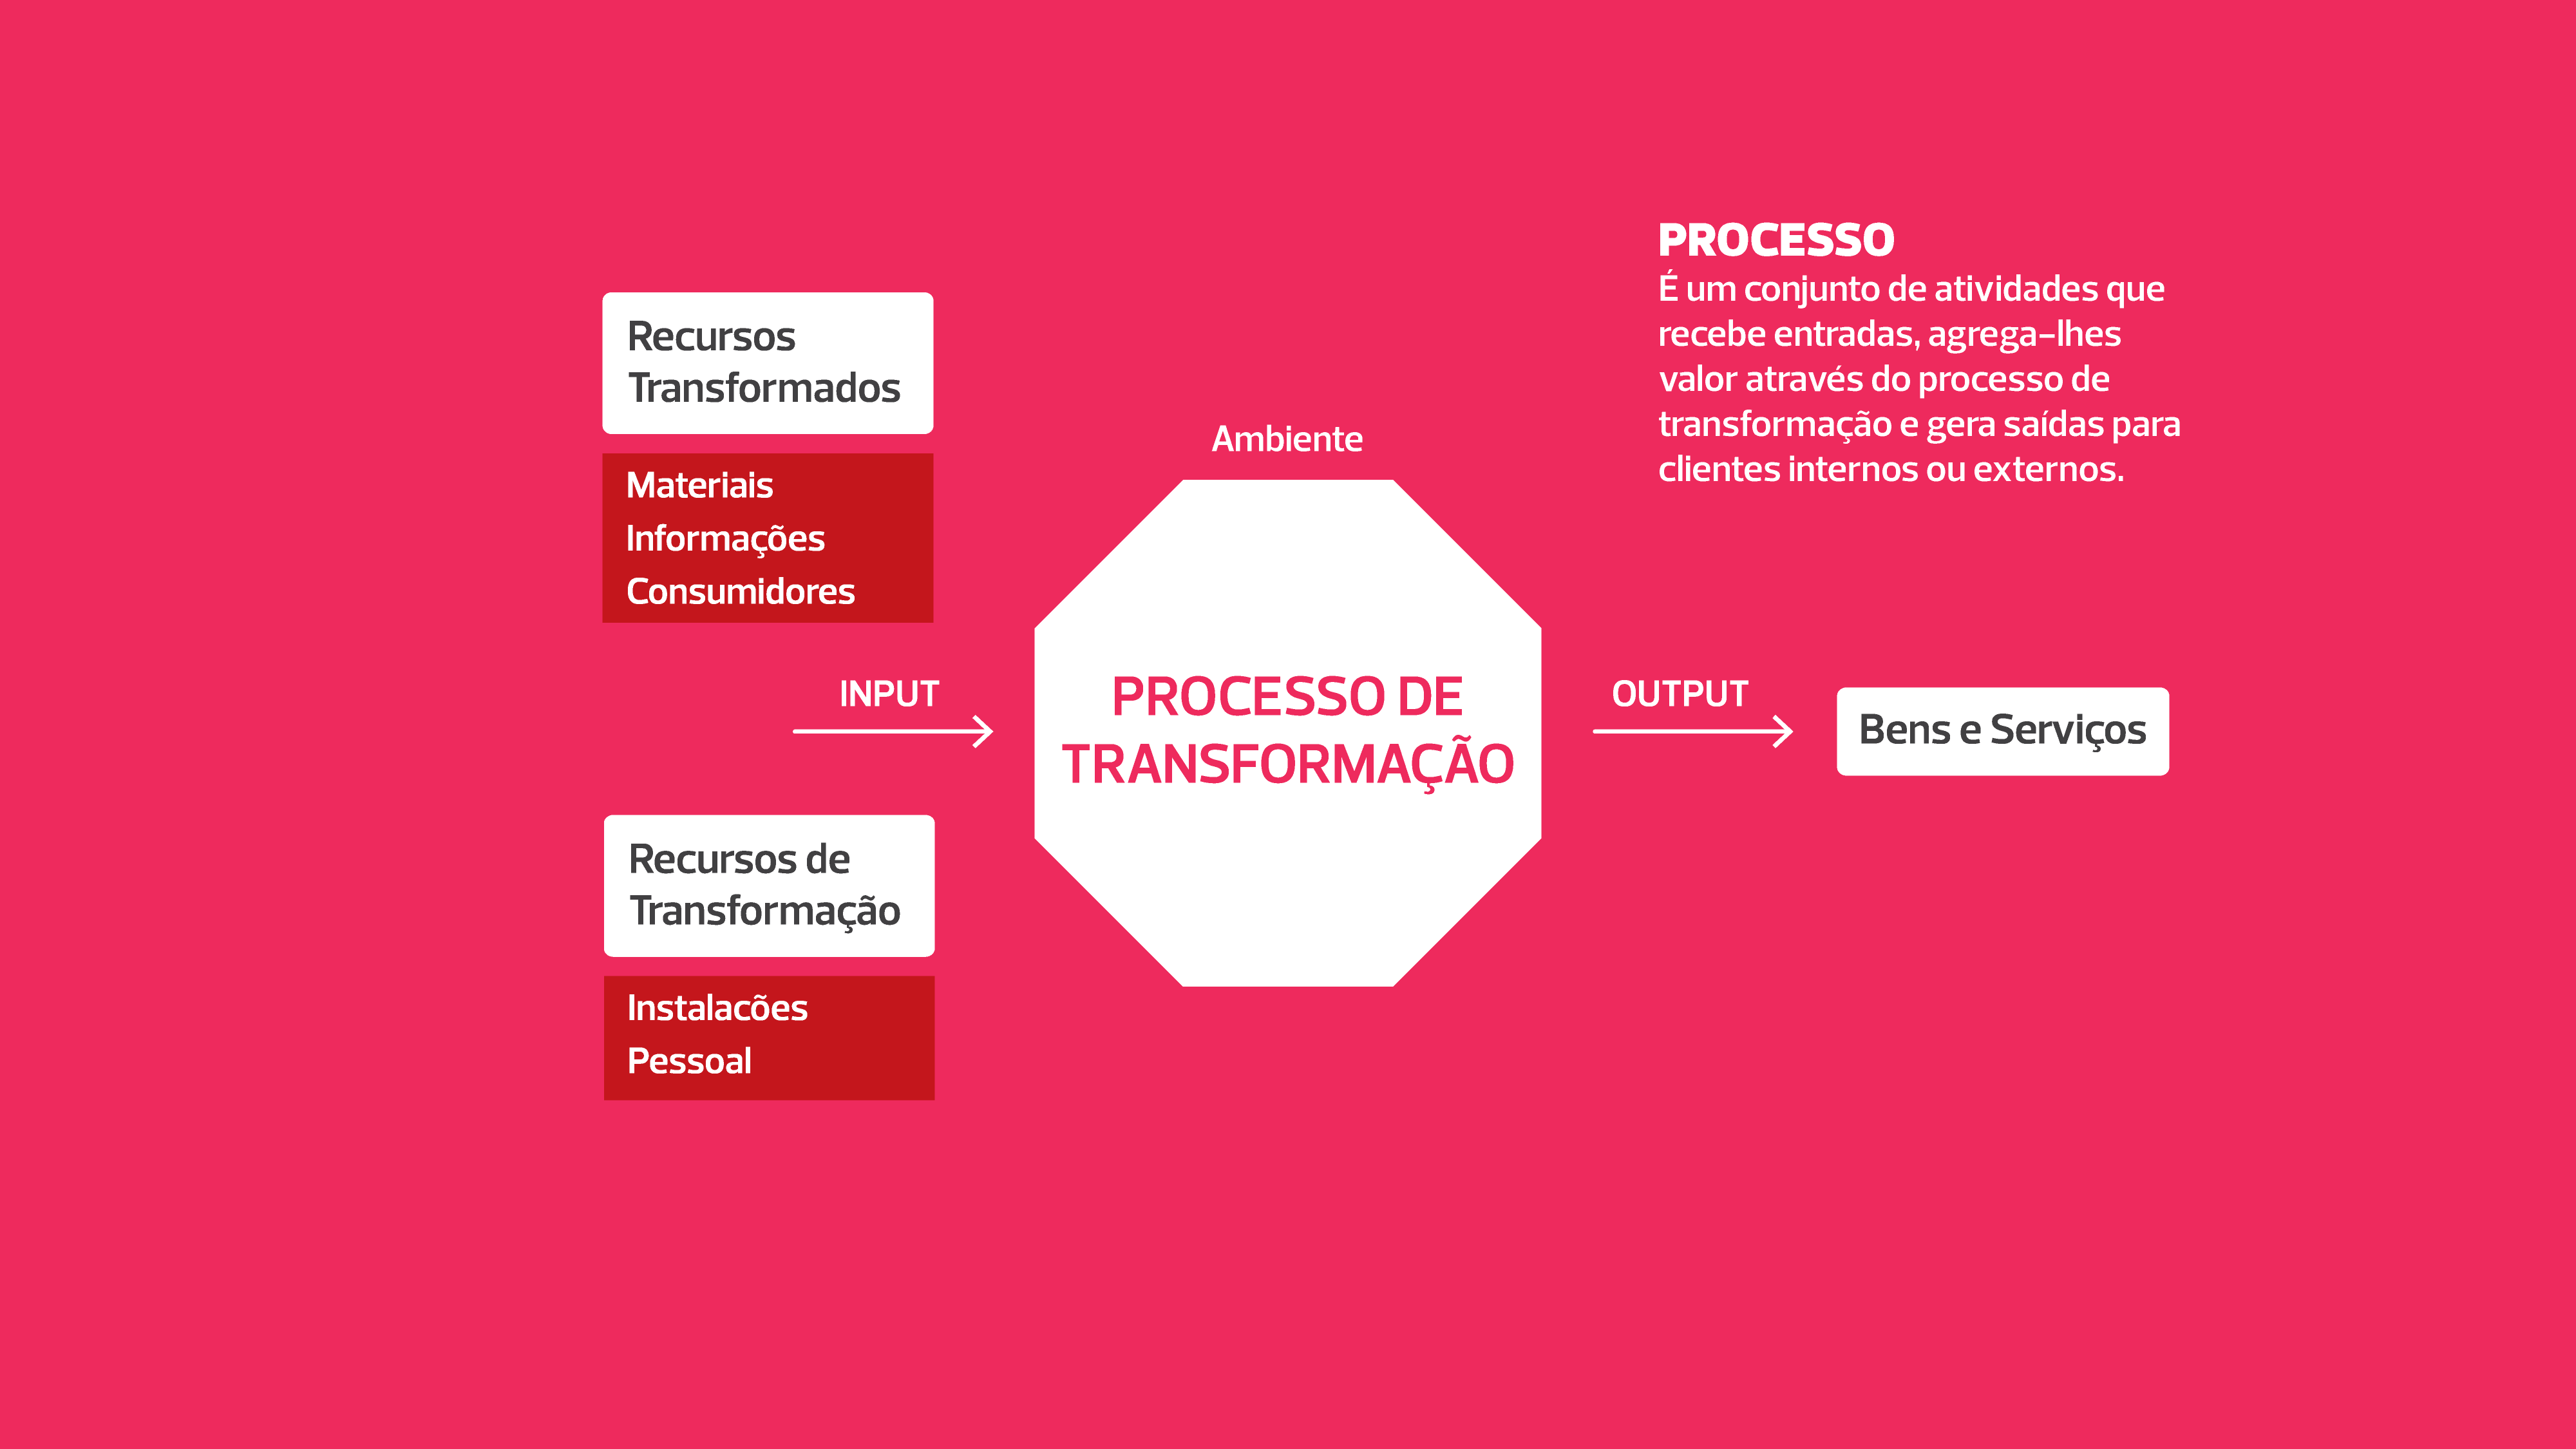 Recursos
Transformados
Materiais
Informações
Consumidores
INPUT
Recursos de
Transformação
Instalacões
Pessoal
Ambiente
PROCESSO DE
TRANSFORMAÇÃO
PROCESSO
É um conjunto de atividades que
recebe entradas, agrega-lhes
valor através do processo de
transformação e gera saídas para
clientes internos ou externos.
OUTPUT
Bens e Serviços